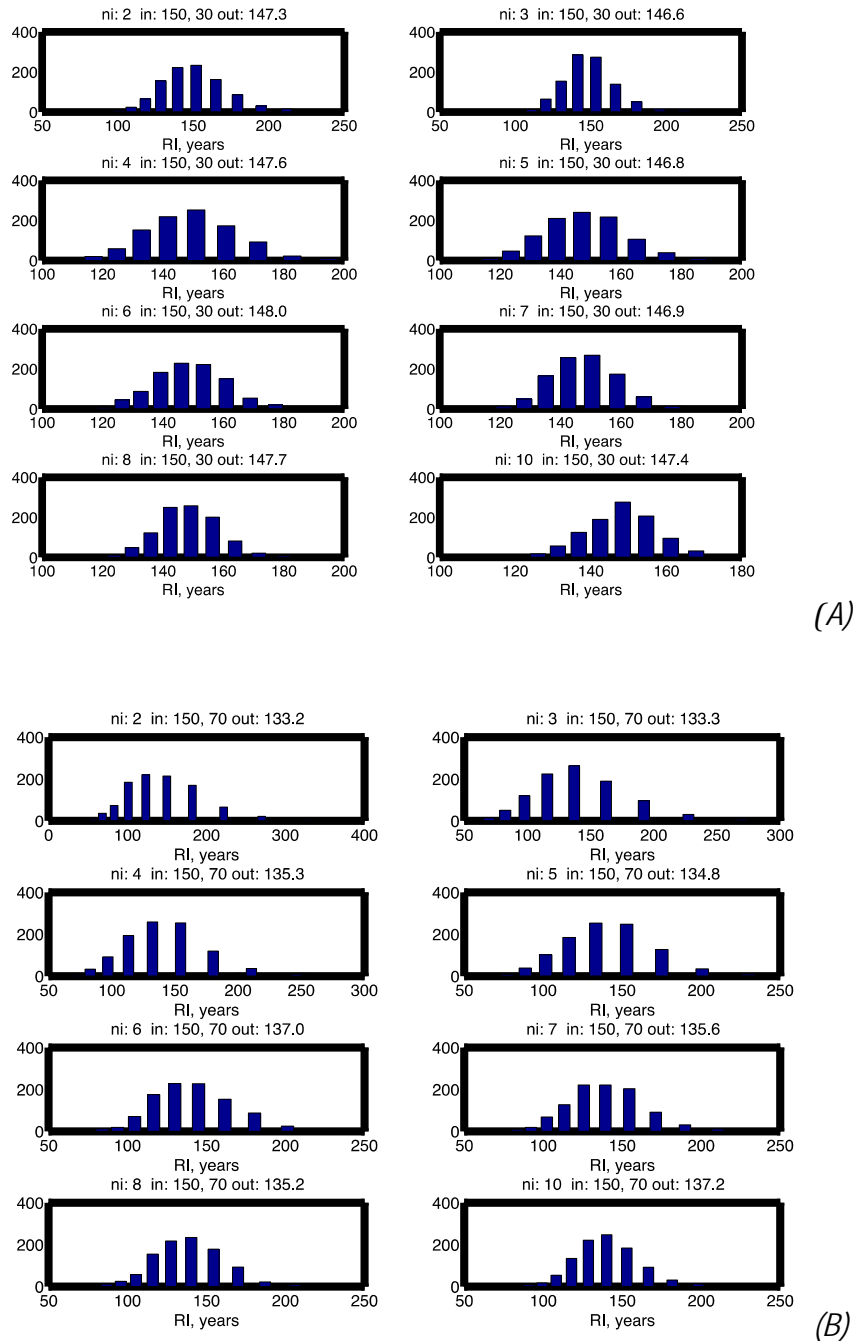 ni: 2 in: 150, 30 out: 147.3
400
200
0
50 100 150 200 250
RI, years
ni: 3 in: 150, 30 out: 146.6
400
200
0
50 100 150 200 250
RI, years
ni: 4 in: 150, 30 out: 147.6
400
200
0
100 120 140 160 180 200
RI, years
ni: 5 in: 150, 30 out: 146.8
400
200
0
100 120 140 160 180 200
RI, years
ni: 6 in: 150, 30 out: 148.0
400
200
0
100 120 140 160 180 200
RI, years
ni: 7 in: 150, 30 out: 146.9
400
200
0
100 120 140 160 180 200
RI, years
ni: 8 in: 150, 30 out: 147.7
400
200
0
100 120 140 160 180 200
RI, years
ni: 10 in: 150, 30 out: 147.4
400
200
0
100 120 140 160 180
RI, years
(A)
ni: 2 in: 150, 70 out: 133.2
400
200
0
0 100 200 300 400
RI, years
ni: 3 in: 150, 70 out: 133.3
400
200
0
50 100 150 200 250 300
RI, years
ni: 4 in: 150, 70 out: 135.3
400
200
0
50 100 150 200 250 300
RI, years
ni: 5 in: 150, 70 out: 134.8
400
200
0
50 100 150 200 250
RI, years
ni: 6 in: 150, 70 out: 137.0
400
200
0
50 100 150 200 250
RI, years
ni: 7 in: 150, 70 out: 135.6
400
200
0
50 100 150 200 250
RI, years
ni: 8 in: 150, 70 out: 135.2
400
200
0
50 100 150 200 250
RI, years
ni: 10 in: 150, 70 out: 137.2
400
200
0
50 100 150 200 250
RI, years
(B)